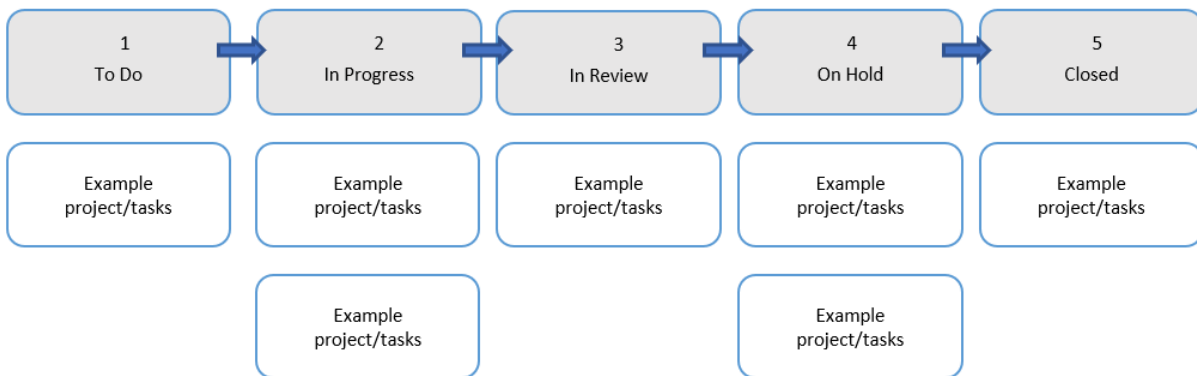 1
To Do
2
In Progress
3
In Review
4
On Hold
5
Closed
Example
project/tasks
Example
project/tasks
Example
project/tasks
Example
project/tasks
Example
project/tasks
Example
project/tasks
Example
project/tasks